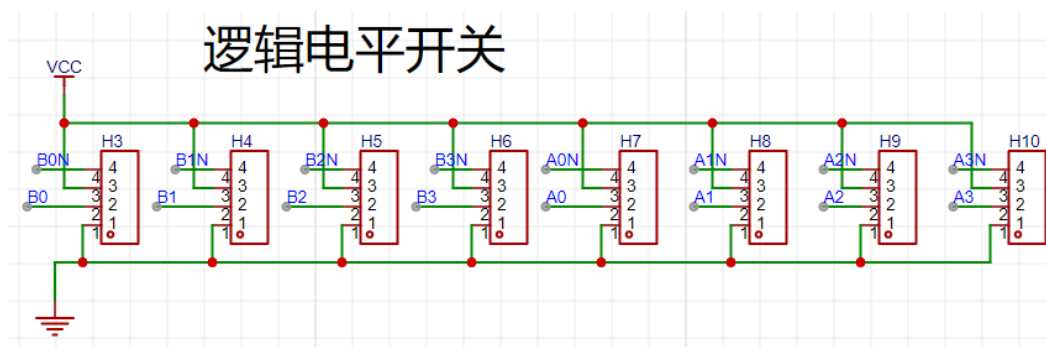 逻辑电平开关
VCC
H3 H4 H5 H6 H7 H8 H9 H10
B0N B1N B2N B3N A0N A1N A2N A3N
4 4 4 4 4 4 4 4
4 4 4 4 4 4 4 4
3 3 3 3 3 3 3 3
3 3 3 3 3 3 3 3
B0 B1 B2 B3 A0 A1 A2 A3
2 2 2 2 2 2 2 2
2 2 2 2 2 2 2 2
1 1 1 1 1 1 1 1
1 1 1 1 1 1 1 1